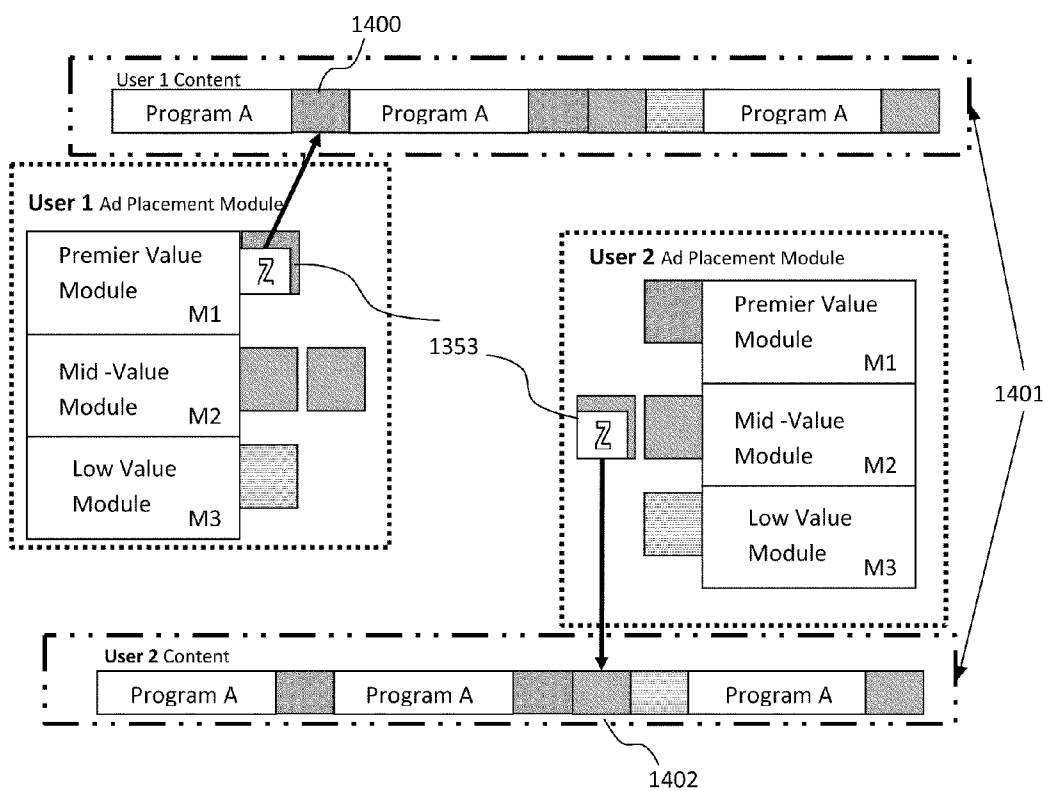 1400
User 1 Content
Program A
Program A
Program A
User 1 Ad Placement Module
Premier Value
Module
M1
Z
Mid -Value
Module
M2
Low Value
Module
M3
1353
User 2 Ad Placement Module
Premier Value
Module
M1
Z
Mid -Value
Module
M2
Low Value
Module
M3
1401
User 2 Content
Program A
Program A
Program A
1402